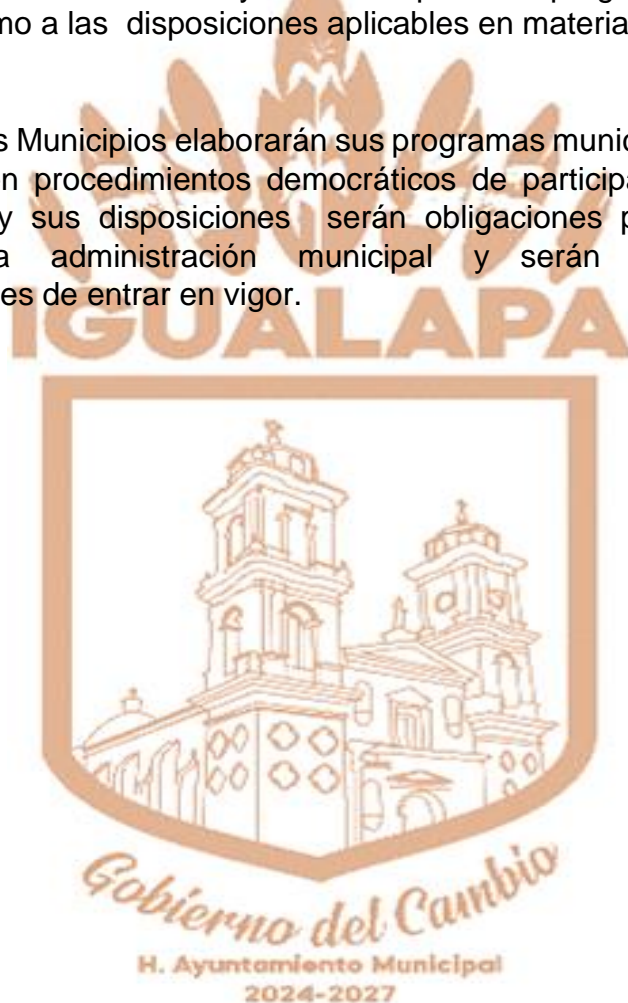 mo a las disposiciones aplicables en materia
s Municipios elaborarán sus programas munic
n procedimientos democráticos de participa
y sus disposiciones serán obligaciones p
a administración municipal y serán
es de entrar en vigor.
IGUALAPA
Gobierno del Cambio
H. Ayuntamiento Municipal
2024-2027